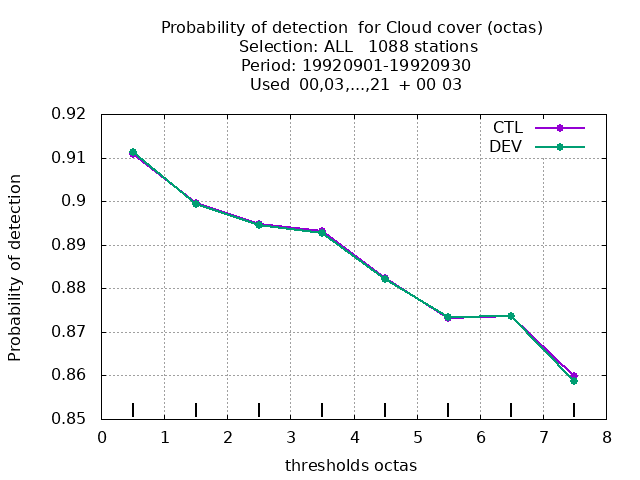 Probability of detection  for Cloud cover (octas)
Selection: ALL   1088 stations
Period: 19920901-19920930
Used  00,03,...,21  + 00 03
CTL
DEV
Probability of detection
0.92
0.91
0.9
0.89
0.88
0.87
0.86
0.85
0 1 2 3 4 5 6 7 8
thresholds octas